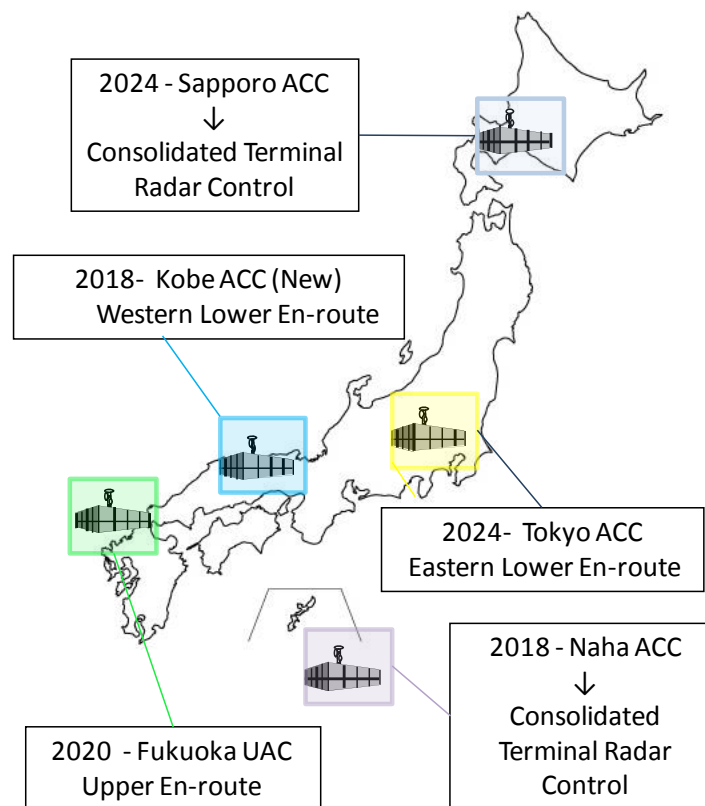 2024 - Sapporo ACC
↓
Consolidated Terminal
Radar Control
2018- Kobe ACC (New)
Western Lower En-route
2024- Tokyo ACC
Eastern Lower En-route
2018 - Naha ACC
↓
Consolidated
Terminal Radar
Control
2020 - Fukuoka UAC
Upper En-route